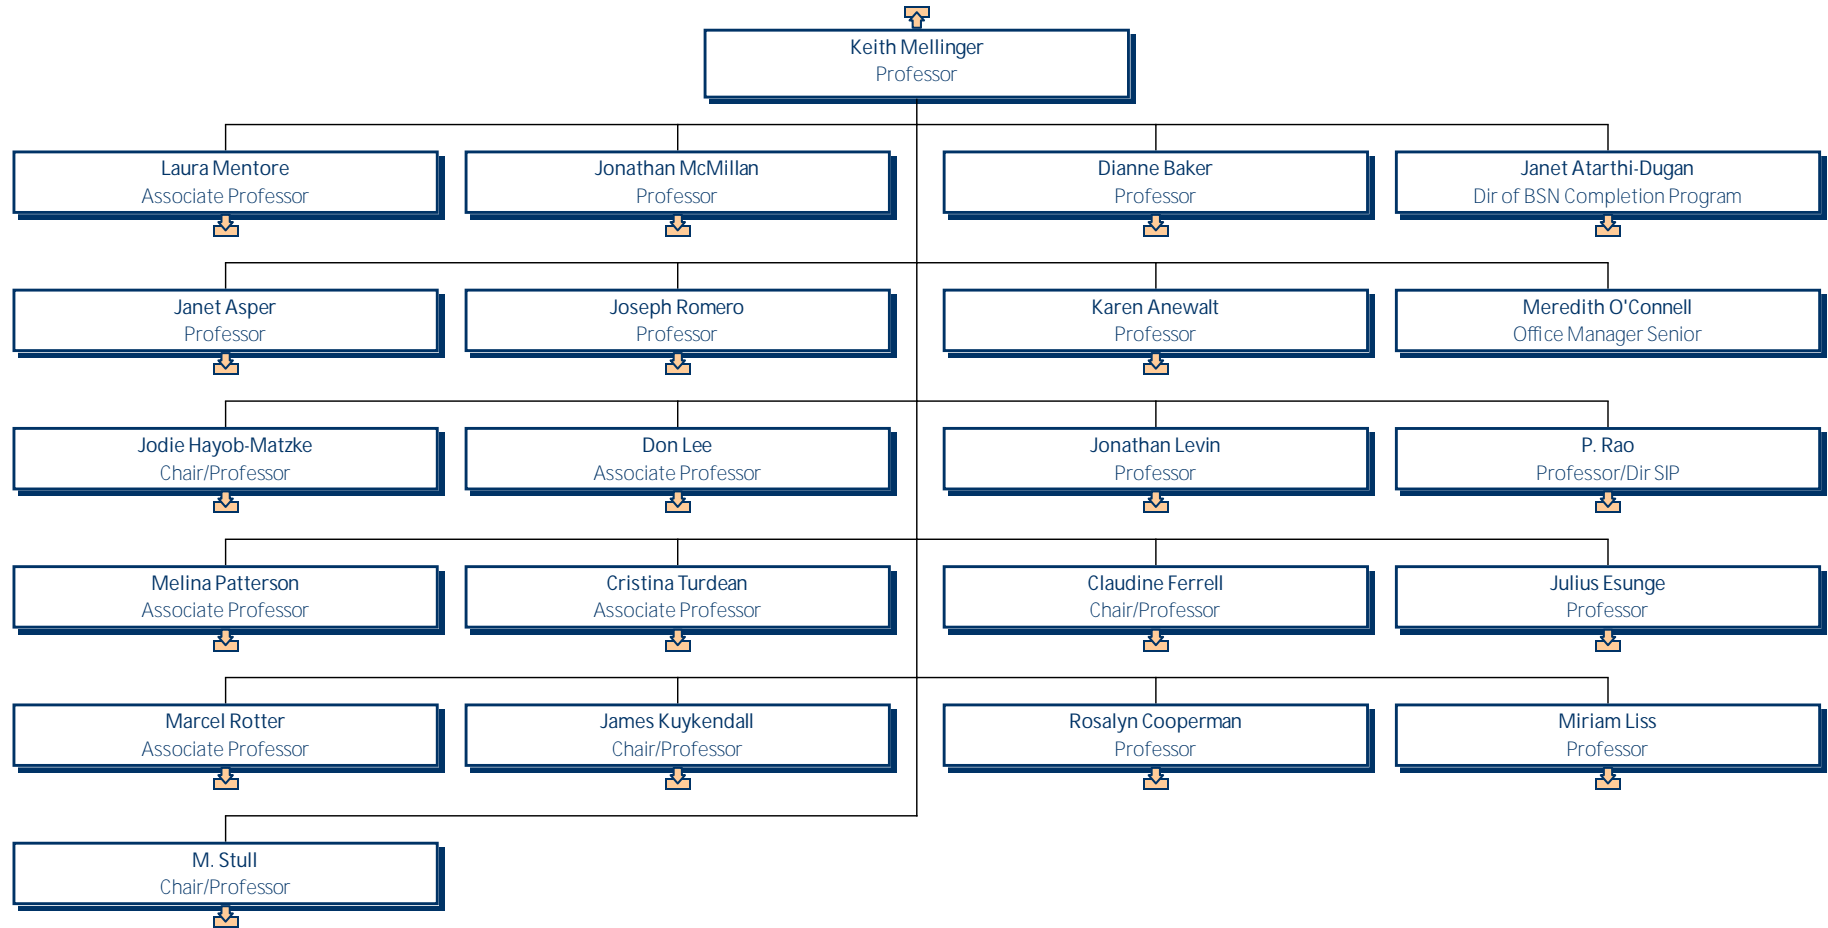 Keith Mellinger
Professor
Laura Mentore
Associate Professor
Jonathan McMillan
Professor
Dianne Baker
Professor
Janet Atarthi-Dugan
Dir of BSN Completion Program
Janet Asper
Professor
Joseph Romero
Professor
Karen Anewalt
Professor
Meredith O'Connell
Office Manager Senior
Jodie Hayob-Matzke
Chair/Professor
Don Lee
Associate Professor
Jonathan Levin
Professor
P. Rao
Professor/Dir SIP
Melina Patterson
Associate Professor
Cristina Turdean
Associate Professor
Claudine Ferrell
Chair/Professor
Julius Esunge
Professor
Marcel Rotter
Associate Professor
James Kuykendall
Chair/Professor
Rosalyn Cooperman
Professor
Miriam Liss
Professor
M. Stull
Chair/Professor